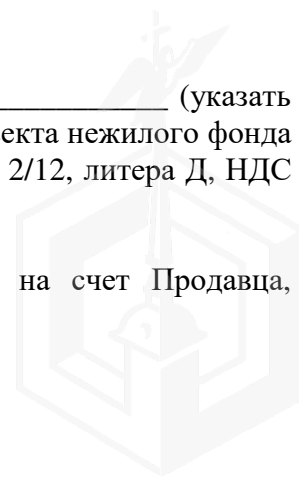 ____________ (указать
екта нежилого фонда
2/12, литера Д, НДС
на счет Продавца,